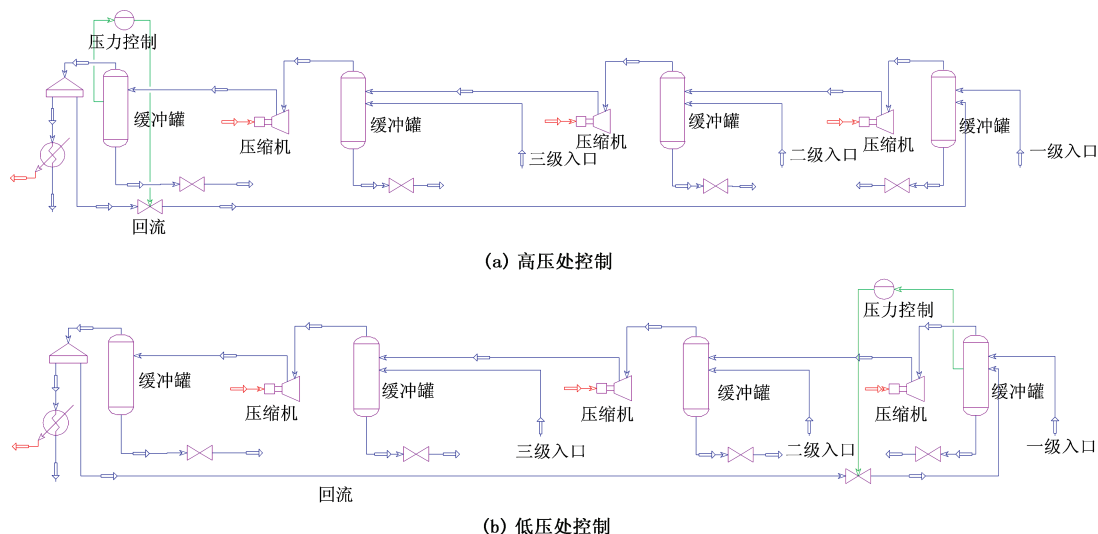 压力控制
缓冲罐
压缩机
缓冲罐
三级入口
压缩机
缓冲罐
二级入口
压缩机
缓冲罐
一级入口
回流
(a) 高压处控制
压力控制
缓冲罐
压缩机
缓冲罐
三级入口
压缩机
缓冲罐
二级入口
压缩机
缓冲罐
一级入口
回流
(b) 低压处控制